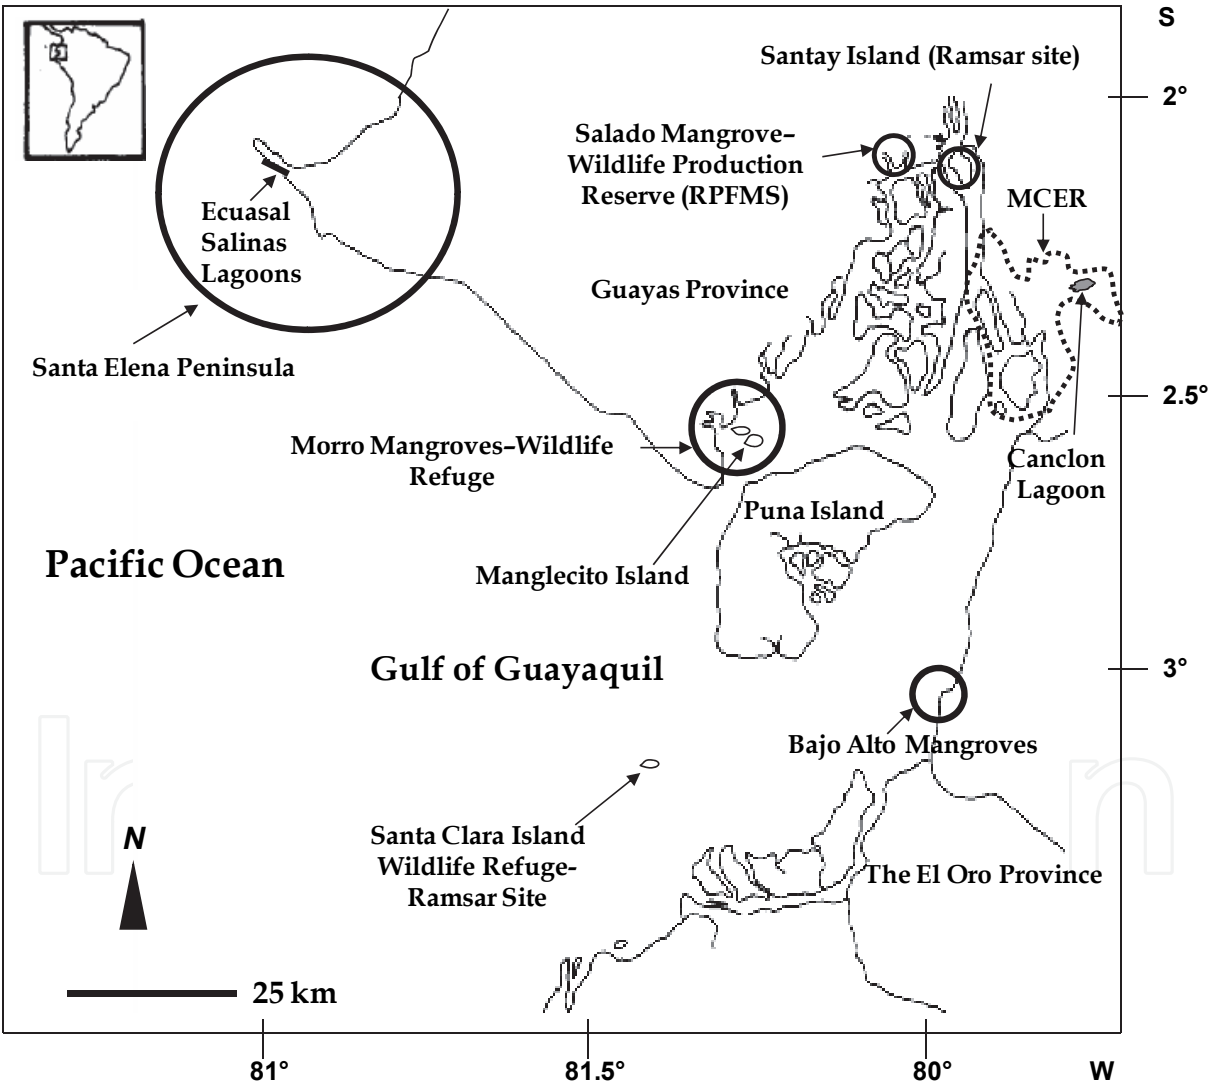 S
Santay Island (Ramsar site)
2°
Salado Mangrove–
Wildlife Production
Reserve (RPFMS)
MCER
Ecuasal
Salinas
Lagoons
Guayas Province
Santa Elena Peninsula
2.5°
Morro Mangroves–Wildlife
Refuge
Canclon
Lagoon
Puna Island
Pacific Ocean
Manglecito Island
Gulf of Guayaquil
3°
Bajo Alto Mangroves
N
Santa Clara Island
Wildlife Refuge-
Ramsar Site
The El Oro Province
25 km
81°
81.5°
80°
W